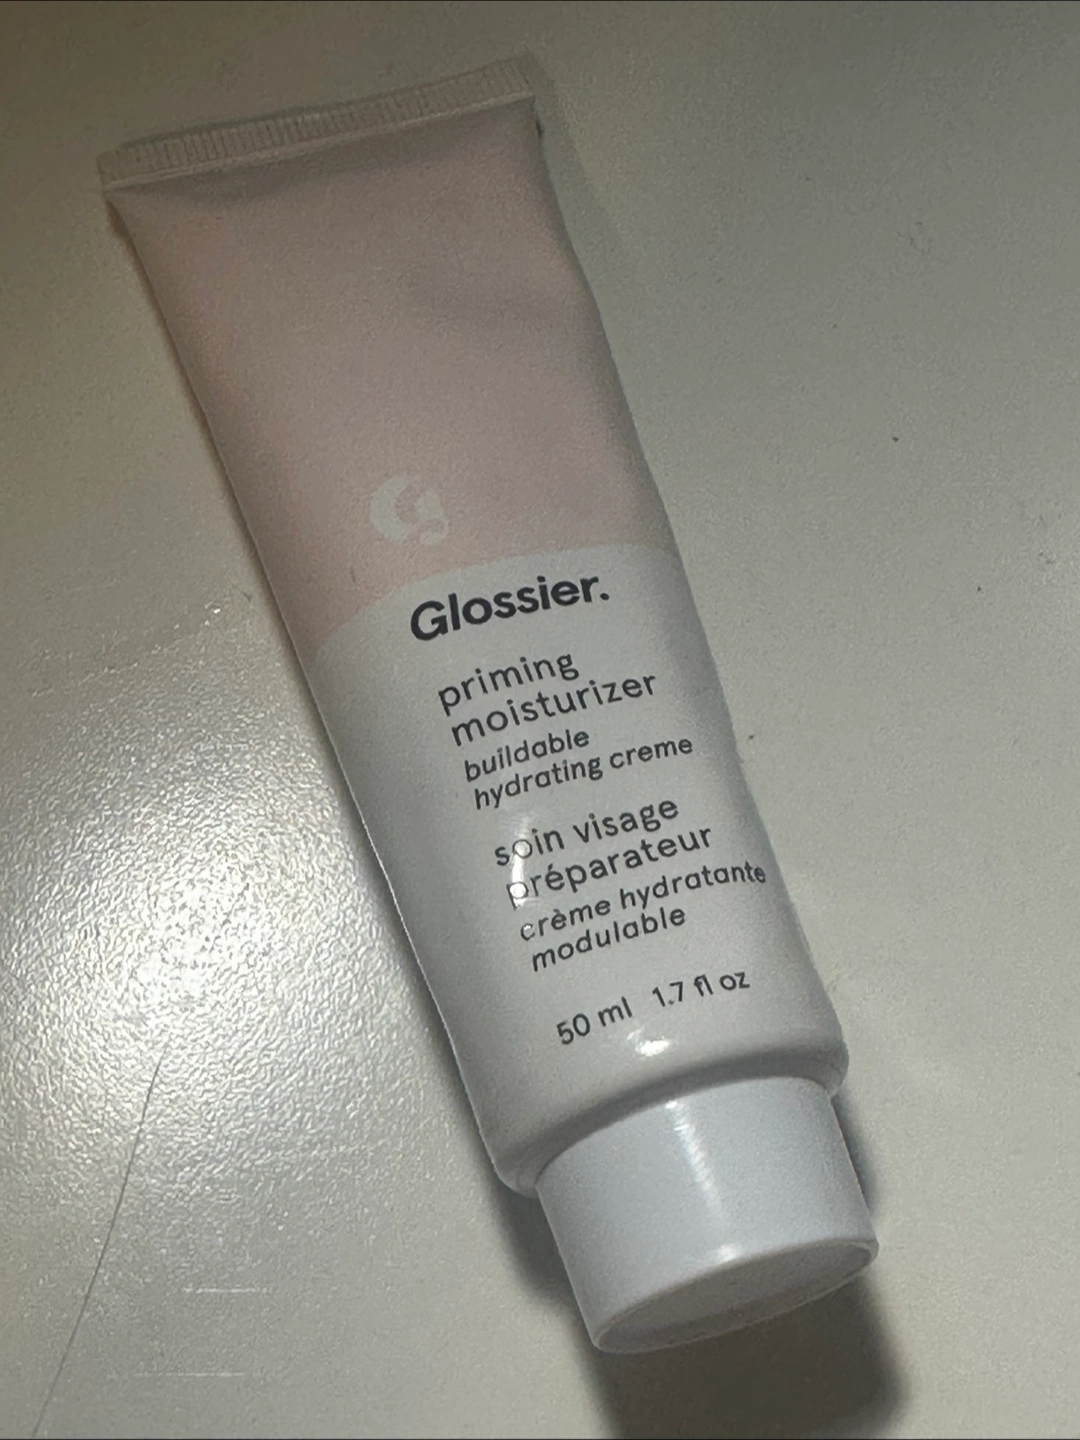 G
Glossier.
priming
moisturizer
buildable
hydrating creme
soin visage
préparateur
crème hydratante
modulable
50 ml 1.7 fl oz